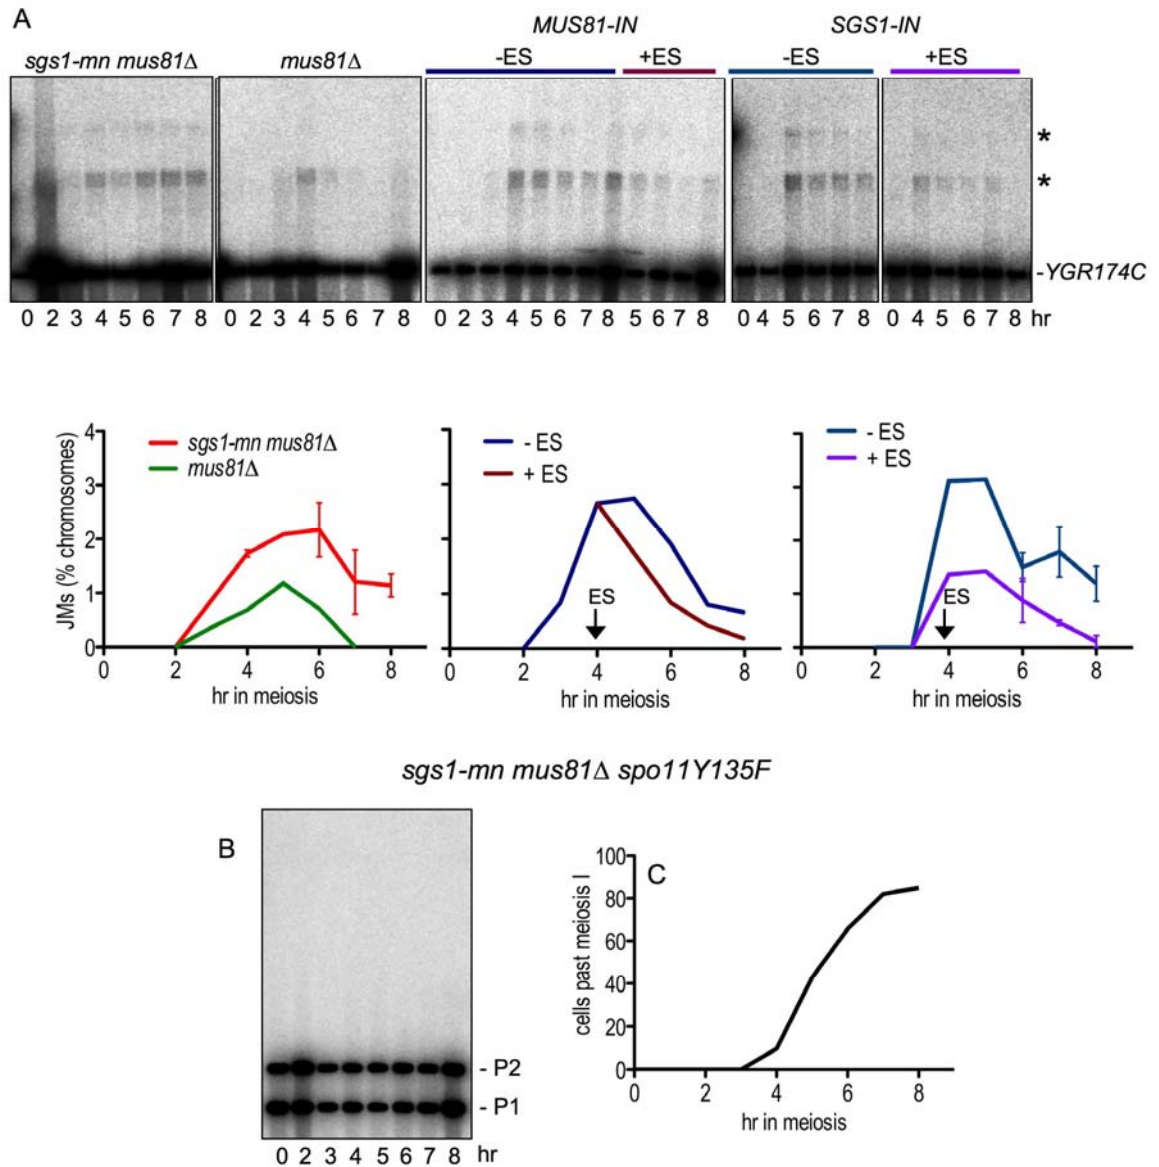 A
MUS81-IN
SGS1-IN
sgs1-mn mus81Δ
mus81Δ
-ES
+ES
-ES
+ES
*
*
-YGR174C
0 2 3 4 5 6 7 8
0 2 3 4 5 6 7 8
0 2 3 4 5 6 7 8 5 6 7 8
0 4 5 6 7 8
0 4 5 6 7 8 hr
JMs (% chromosomes)
4
3
2
1
0
sgs1-mn mus81Δ
mus81Δ
0 2 4 6 8
hr in meiosis
- ES
+ ES
ES
0 2 4 6 8
hr in meiosis
- ES
+ ES
ES
0 2 4 6 8
hr in meiosis
sgs1-mn mus81Δ spo11Y135F
B
- P2
- P1
0 2 3 4 5 6 7 8 hr
C
cells past meiosis I
100
80
60
40
20
0
0 2 4 6 8
hr in meiosis